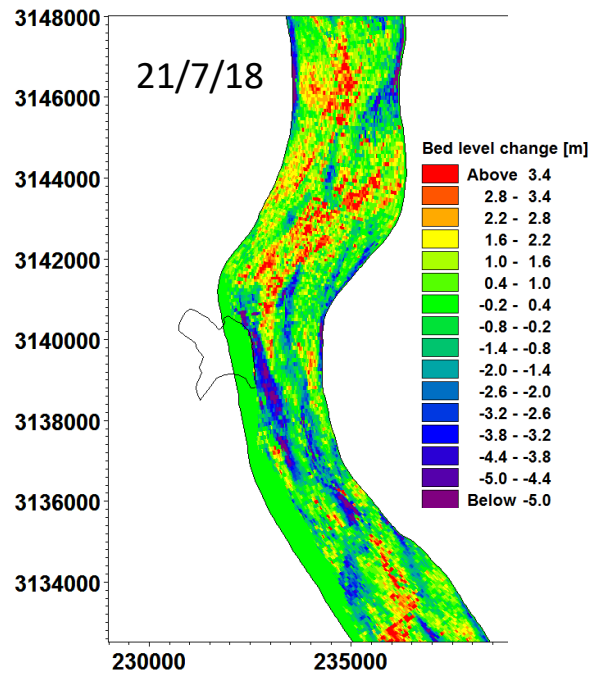 3148000
21/7/18
3146000
3144000
3142000
3140000
3138000
3136000
3134000
230000
235000
Bed level change [m]
Above 3.4
2.8 - 3.4
2.2 - 2.8
1.6 - 2.2
1.0 - 1.6
0.4 - 1.0
-0.2 - 0.4
-0.8 - -0.2
-1.4 - -0.8
-2.0 - -1.4
-2.6 - -2.0
-3.2 - -2.6
-3.8 - -3.2
-4.4 - -3.8
-5.0 - -4.4
Below -5.0